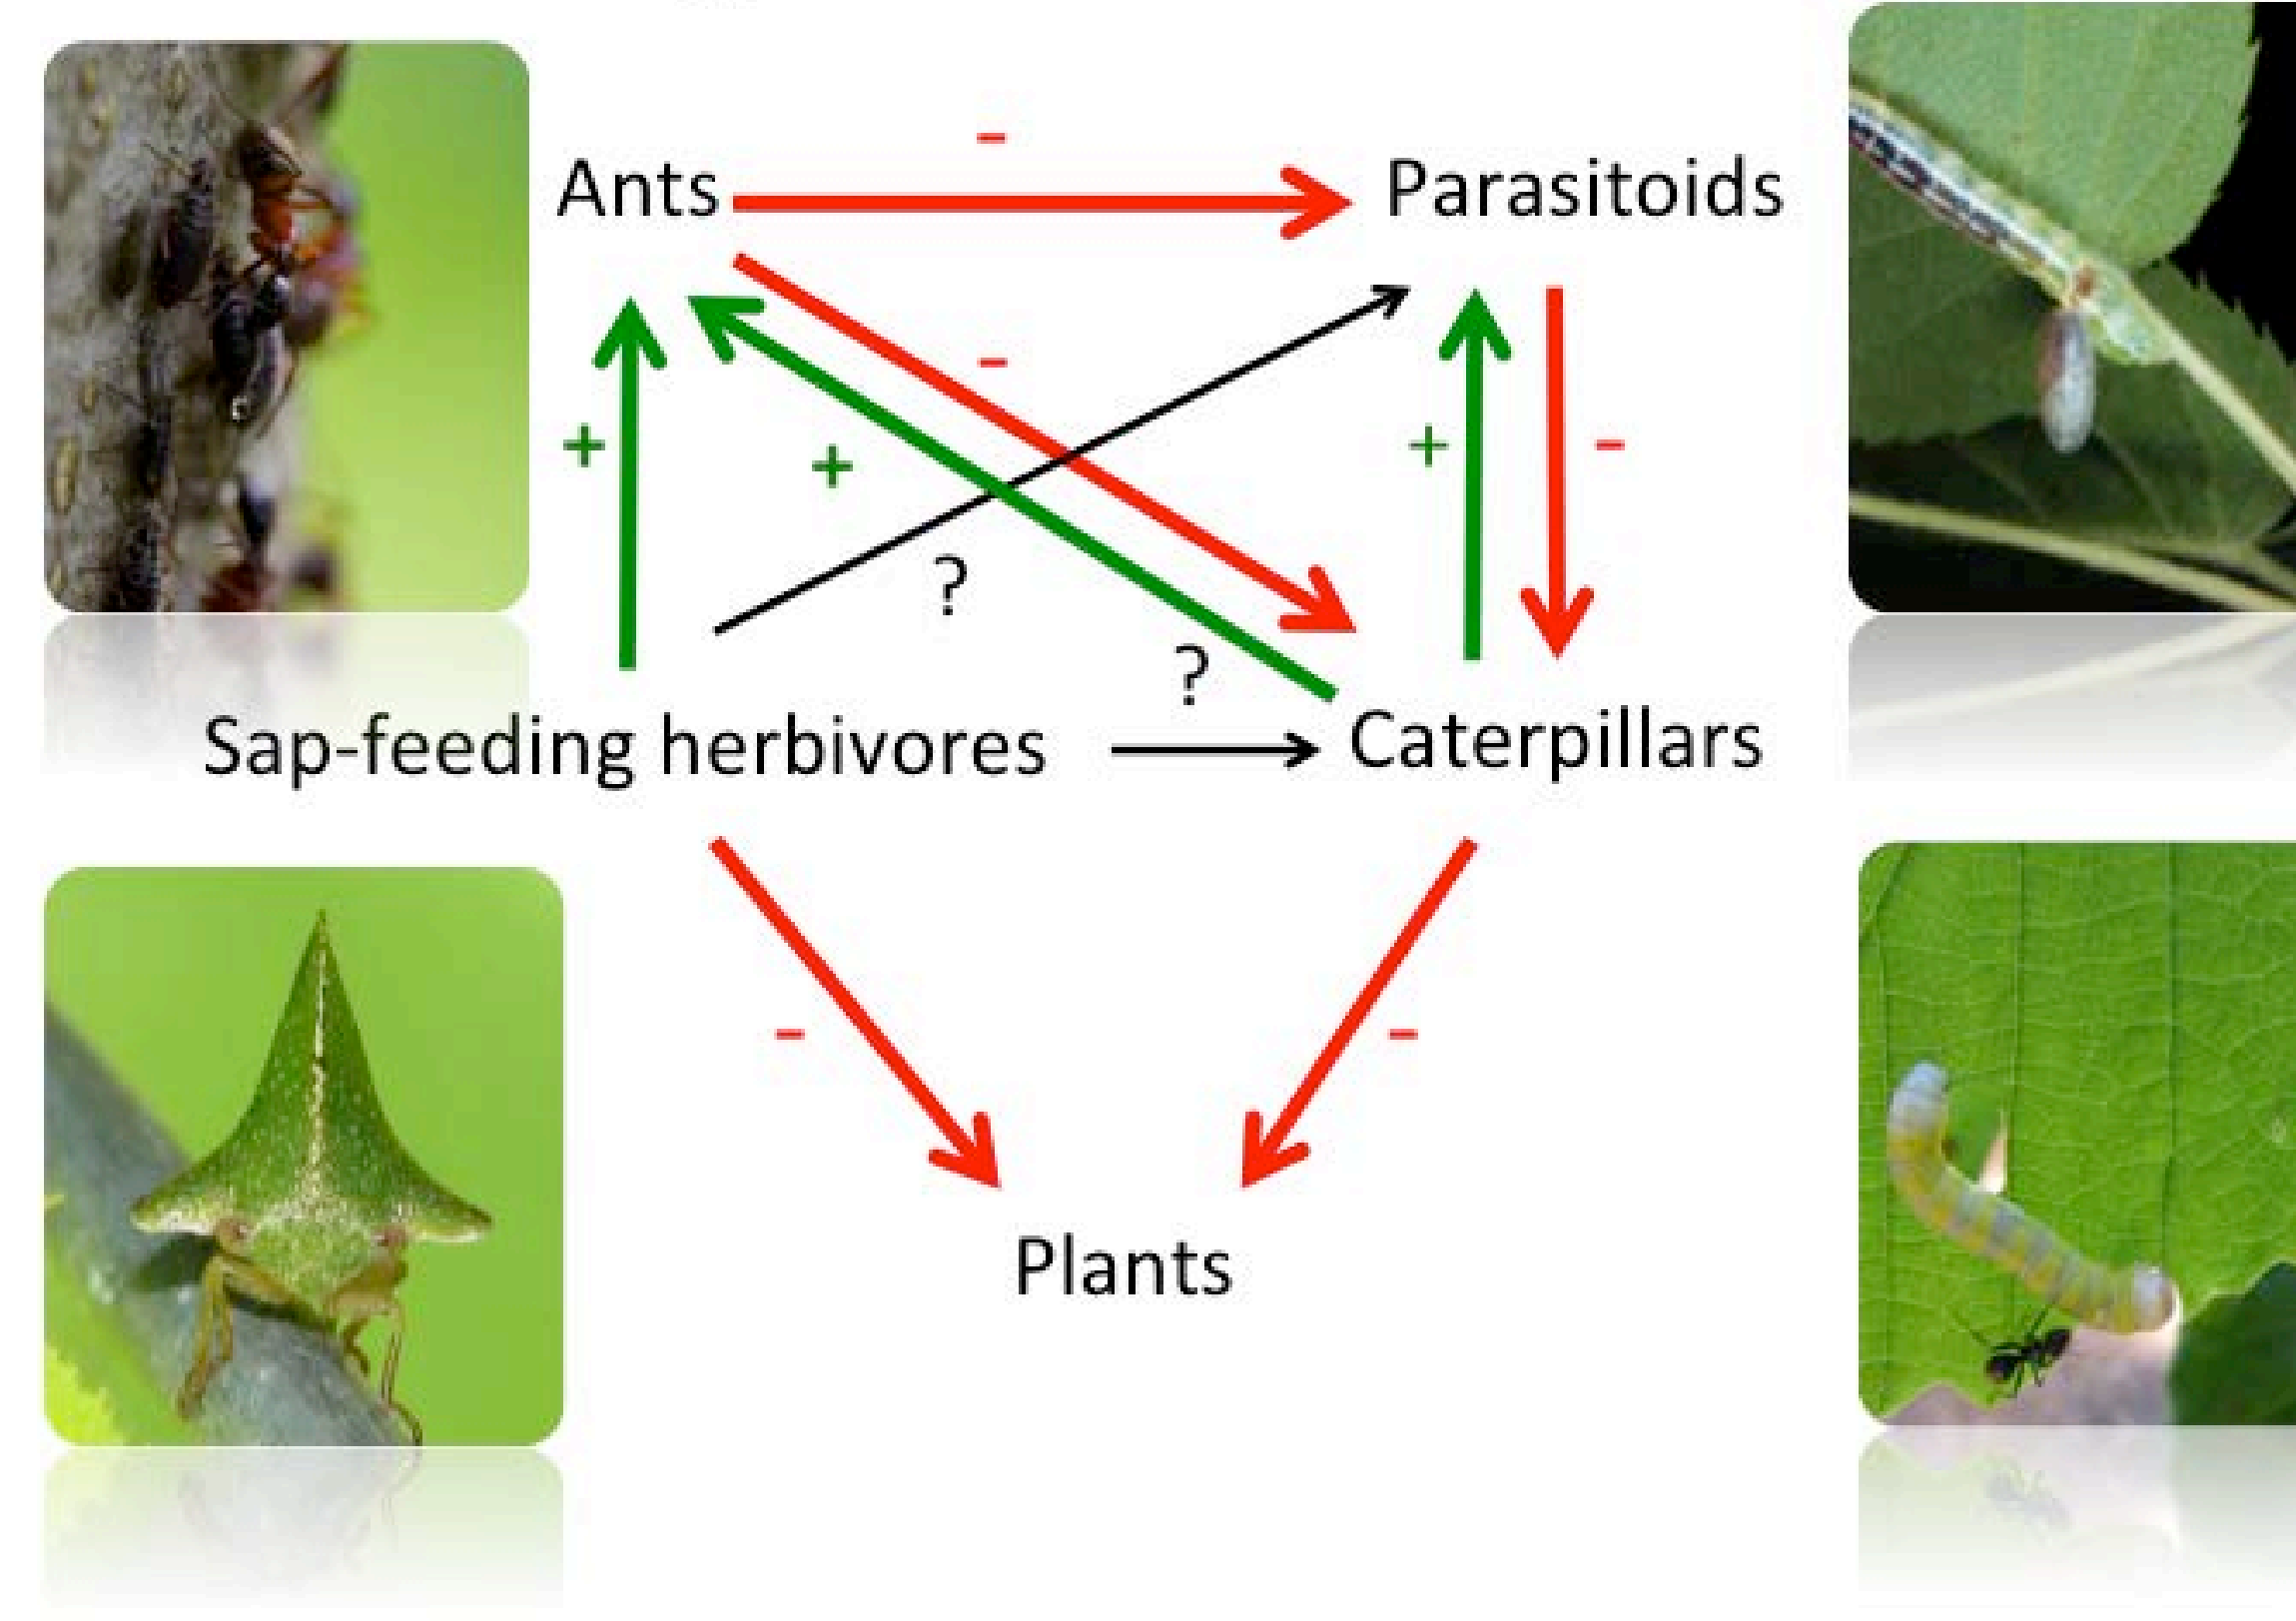 -
Ants
Parasitoids
-
+
+
+
-
?
?
Sap-feeding herbivores
Caterpillars
-
-
Plants